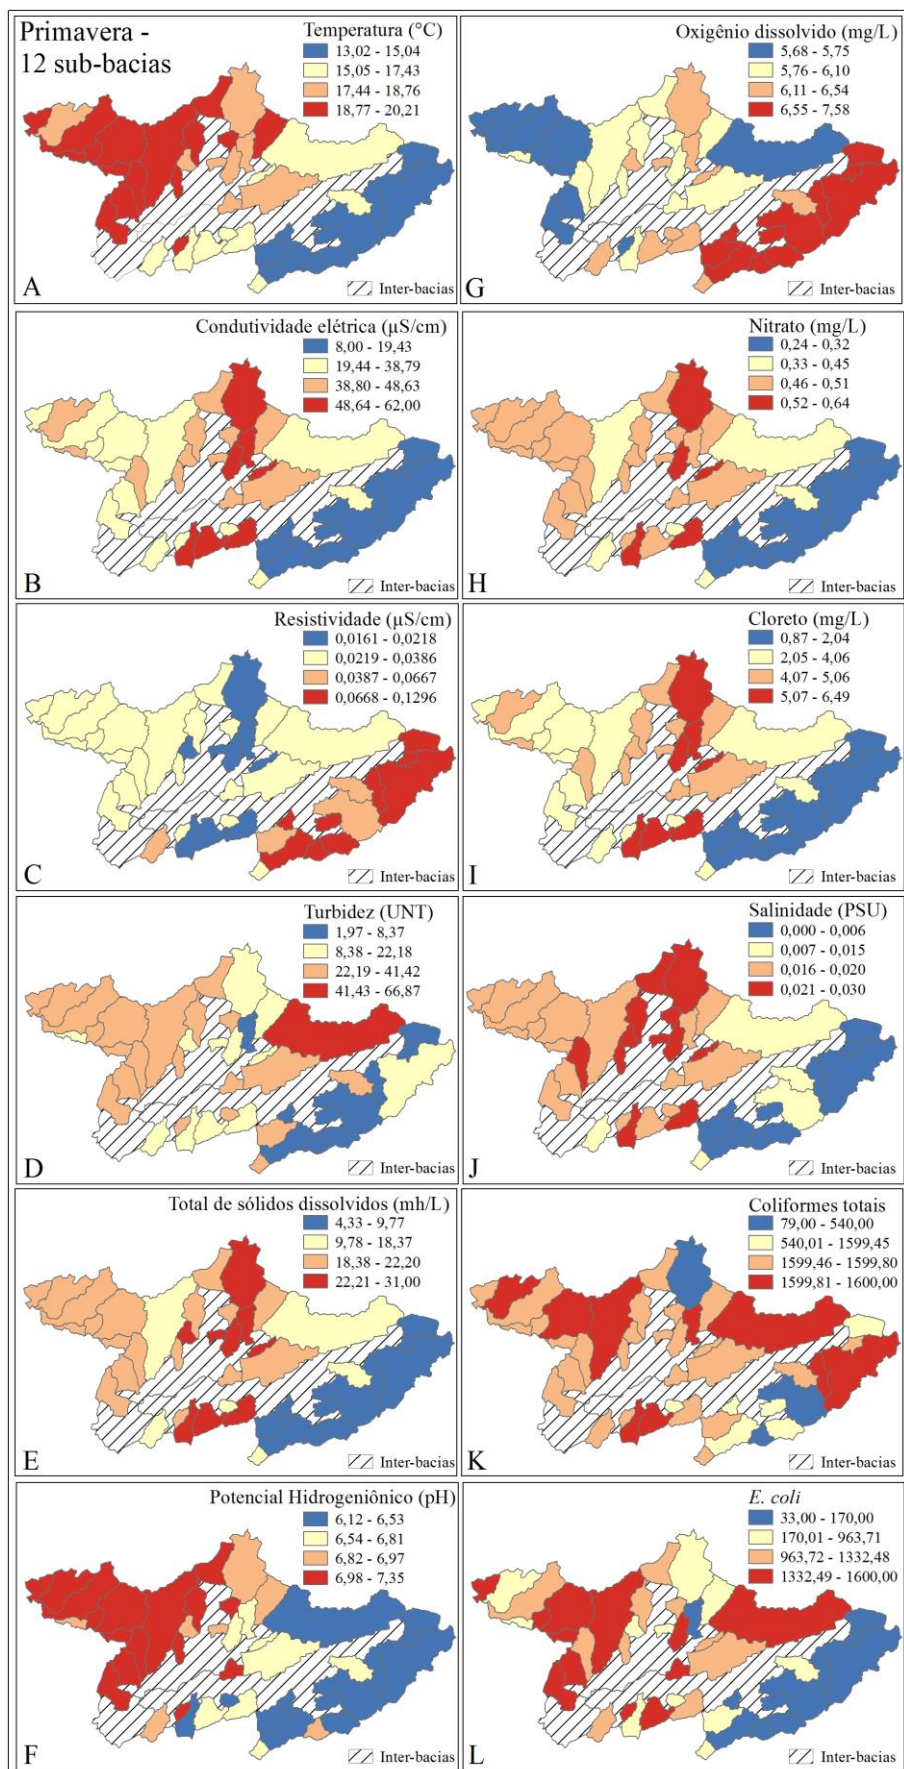 Primavera -
12 sub-bacias
Temperatura (°C)
13,02 - 15,04
15,05 - 17,43
17,44 - 18,76
18,77 - 20,21
A
Inter-bacias
Oxigênio dissolvido (mg/L)
5,68 - 5,75
5,76 - 6,10
6,11 - 6,54
6,55 - 7,58
G
Inter-bacias
Condutividade elétrica (µS/cm)
8,00 - 19,43
19,44 - 38,79
38,80 - 48,63
48,64 - 62,00
B
Inter-bacias
Nitrato (mg/L)
0,24 - 0,32
0,33 - 0,45
0,46 - 0,51
0,52 - 0,64
H
Inter-bacias
Resistividade (µS/cm)
0,0161 - 0,0218
0,0219 - 0,0386
0,0387 - 0,0667
0,0668 - 0,1296
C
Inter-bacias
Cloreto (mg/L)
0,87 - 2,04
2,05 - 4,06
4,07 - 5,06
5,07 - 6,49
I
Inter-bacias
Turbidez (UNT)
1,97 - 8,37
8,38 - 22,18
22,19 - 41,42
41,43 - 66,87
D
Inter-bacias
Salinidade (PSU)
0,000 - 0,006
0,007 - 0,015
0,016 - 0,020
0,021 - 0,030
J
Inter-bacias
Total de sólidos dissolvidos (mh/L)
4,33 - 9,77
9,78 - 18,37
18,38 - 22,20
22,21 - 31,00
E
Inter-bacias
Coliformes totais
79,00 - 540,00
540,01 - 1599,45
1599,46 - 1599,80
1599,81 - 1600,00
K
Inter-bacias
Potencial Hidrogeniônico (pH)
6,12 - 6,53
6,54 - 6,81
6,82 - 6,97
6,98 - 7,35
F
Inter-bacias
E. coli
33,00 - 170,00
170,01 - 963,71
963,72 - 1332,48
1332,49 - 1600,00
L
Inter-bacias